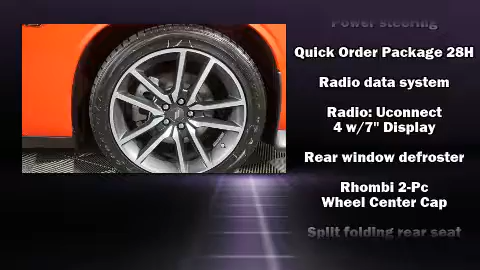 Power steering
Quick Order Package 28H
Radio data system
Radio: Uconnect
4 w/7" Display
Rear window defroster
Rhombi 2-Pc
Wheel Center Cap
Split folding rear seat